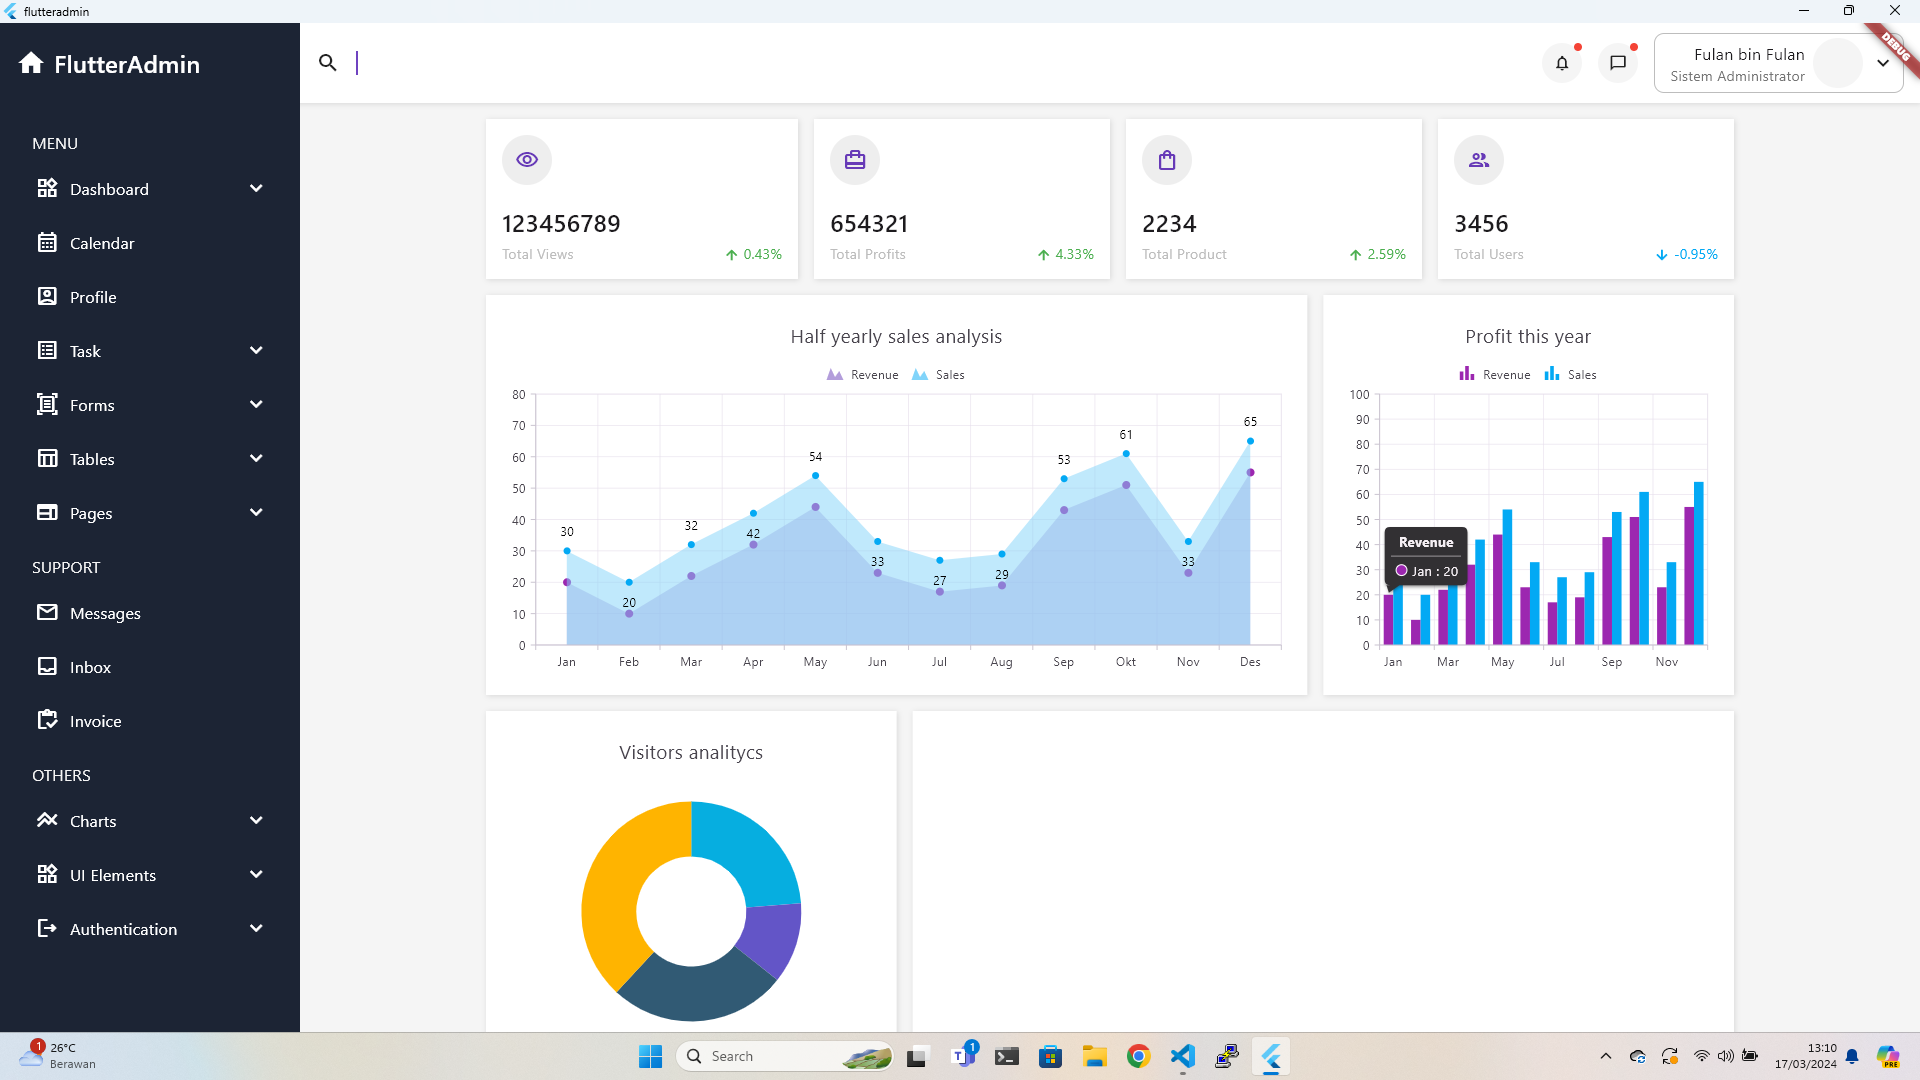 flutteradmin
DEBUG
FlutterAdmin
Fulan bin Fulan
Sistem Administrator
MENU
Dashboard
Calendar
Profile
Task
Forms
Tables
Pages
SUPPORT
Messages
Inbox
Invoice
OTHERS
Charts
UI Elements
Authentication
123456789
Total Views
0.43%
654321
Total Profits
4.33%
2234
Total Product
2.59%
3456
Total Users
-0.95%
Half yearly sales analysis
Revenue Sales
80
70
60
50
40
30
20
10
0
30
20
32
42
54
33
27
29
53
61
33
65
Jan Feb Mar Apr May Jun Jul Aug Sep Okt Nov Des
Profit this year
Revenue Sales
100
90
80
70
60
50
40
30
20
10
0
Revenue
Jan : 20
Jan Mar May Jul Sep Nov
Visitors analitycs
1
26°C
Berawan
Search
T
1
13:10
17/03/2024
PRE